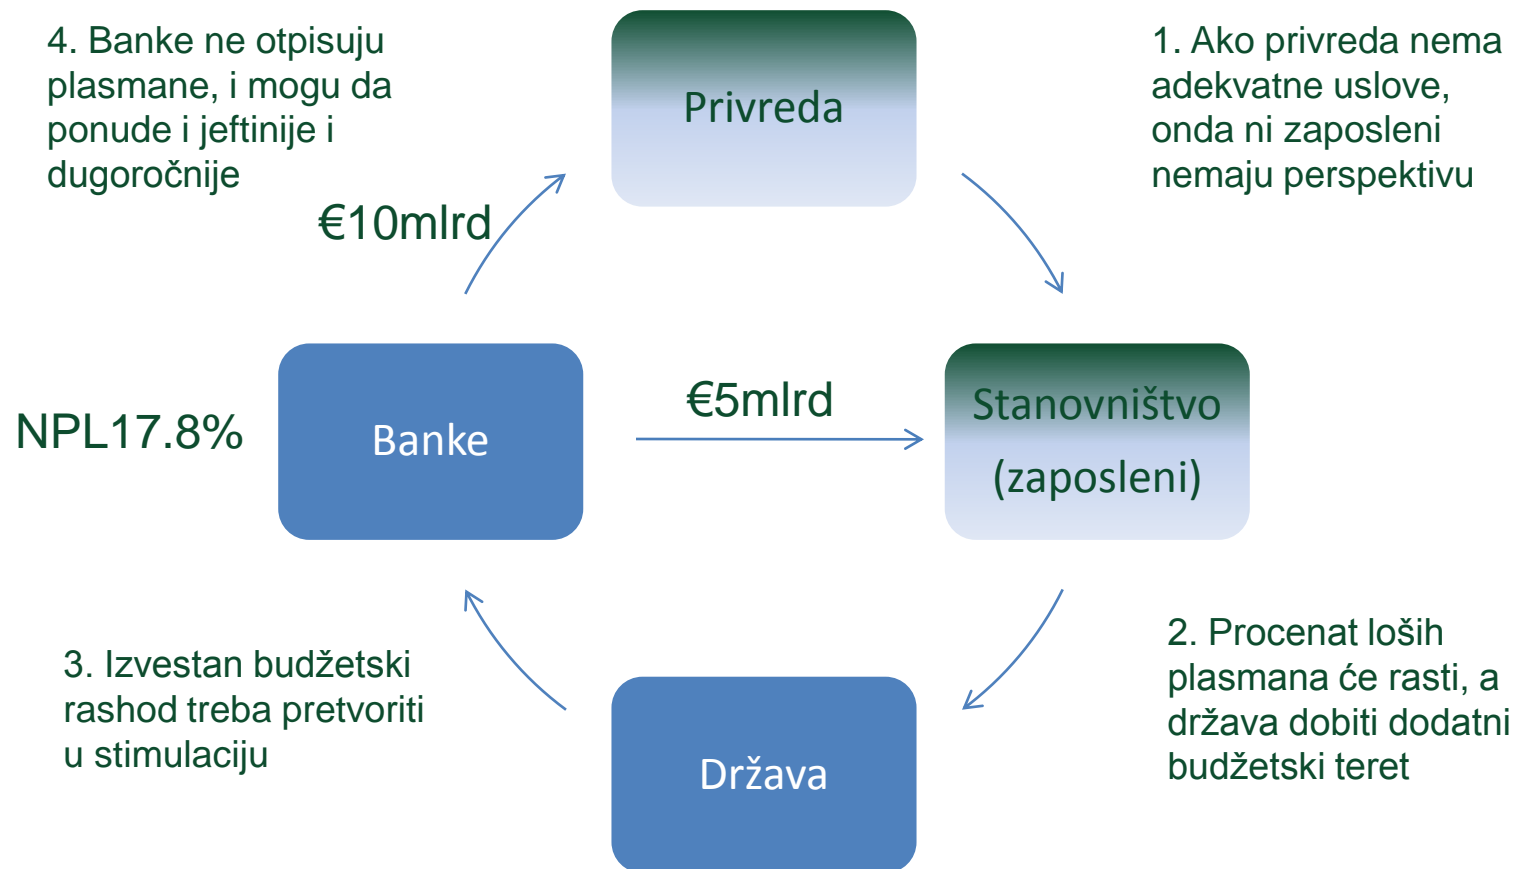 4. Banke ne otpisuju
plasmane, i mogu da
ponude i jeftinije i
dugoročnije
Privreda
1. Ako privreda nema
adekvatne uslove,
onda ni zaposleni
nemaju perspektivu
€10mlrd
NPL17.8%
Banke
€5mlrd
Stanovništvo
(zaposleni)
3. Izvestan budžetski
rashod treba pretvoriti
u stimulaciju
Država
2. Procenat loših
plasmana će rasti, a
država dobiti dodatni
budžetski teret